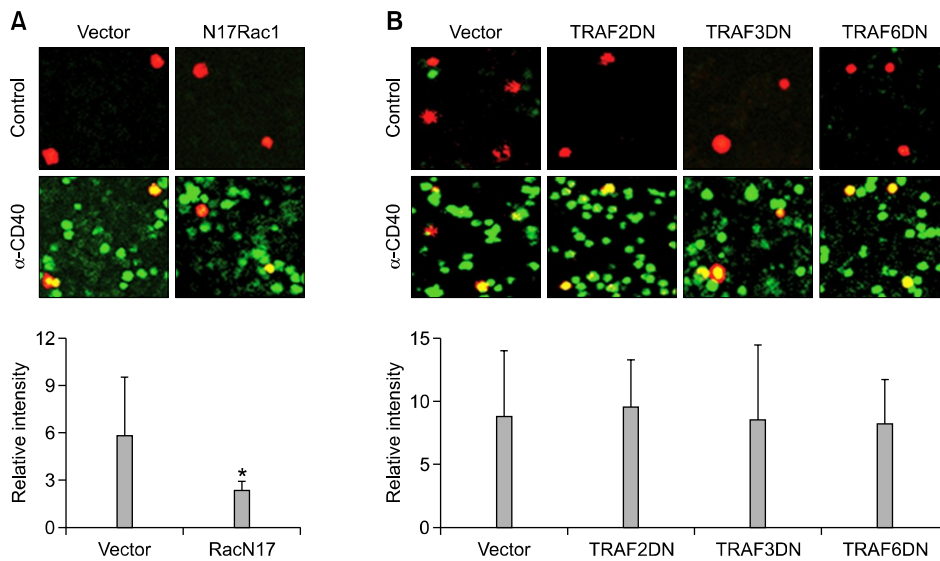 A
Vector
N17Rac1
Control
α-CD40
Relative intensity
12
9
6
3
0
*
Vector
RacN17
B
Vector
TRAF2DN
TRAF3DN
TRAF6DN
Control
α-CD40
Relative intensity
15
10
5
0
Vector
TRAF2DN
TRAF3DN
TRAF6DN